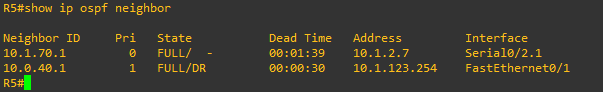 R5#show ip ospf neighbor
Neighbor ID     Pri   State           Dead Time   Address         Interface
10.1.70.1         0   FULL/  -        00:01:39    10.1.2.7        Serial0/2.1
10.0.40.1         1   FULL/DR         00:00:30    10.1.123.254    FastEthernet0/1
R5#